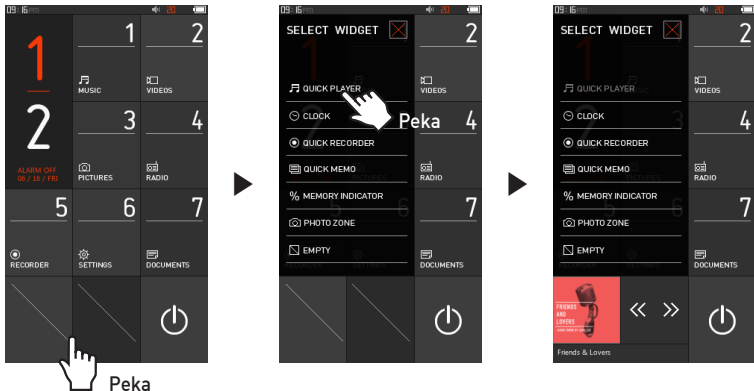 09:16PM 20
1
2
ALARM OFF
06 / 16 / FRI
1
MUSIC
2
VIDEOS
3
PICTURES
4
RADIO
5
RECORDER
6
SETTINGS
7
DOCUMENTS
Peka
09:16PM 20
SELECT WIDGET
QUICK PLAYER
CLOCK
QUICK RECORDER
QUICK MEMO
% MEMORY INDICATOR
PHOTO ZONE
EMPTY
2
VIDEOS
4
RADIO
7
DOCUMENTS
Peka
09:16PM 20
SELECT WIDGET
QUICK PLAYER
CLOCK
QUICK RECORDER
QUICK MEMO
% MEMORY INDICATOR
PHOTO ZONE
EMPTY
2
VIDEOS
4
RADIO
7
DOCUMENTS
FRIENDS
AND
LOVERS
Friends & Lovers